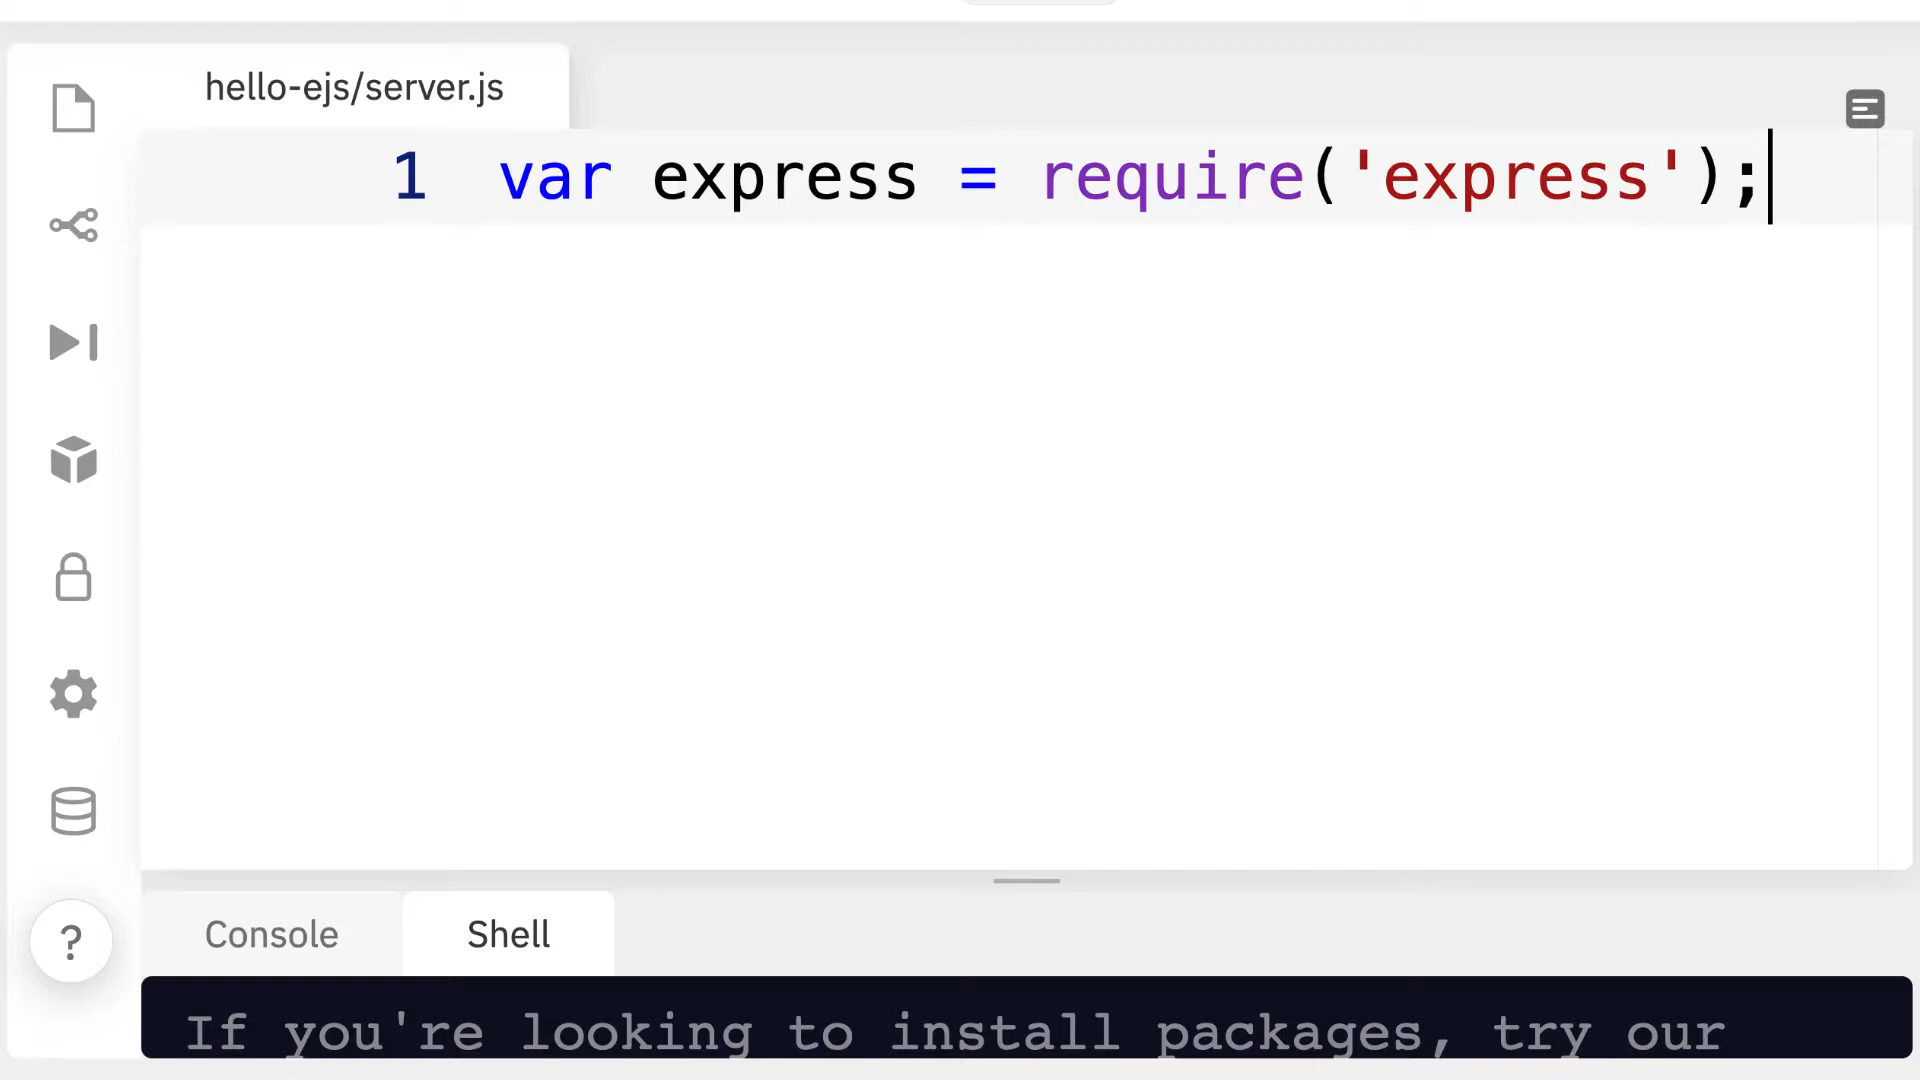 hello-ejs/server.js
1 var express = require('express');
?
Console Shell
If you're looking to install packages, try our